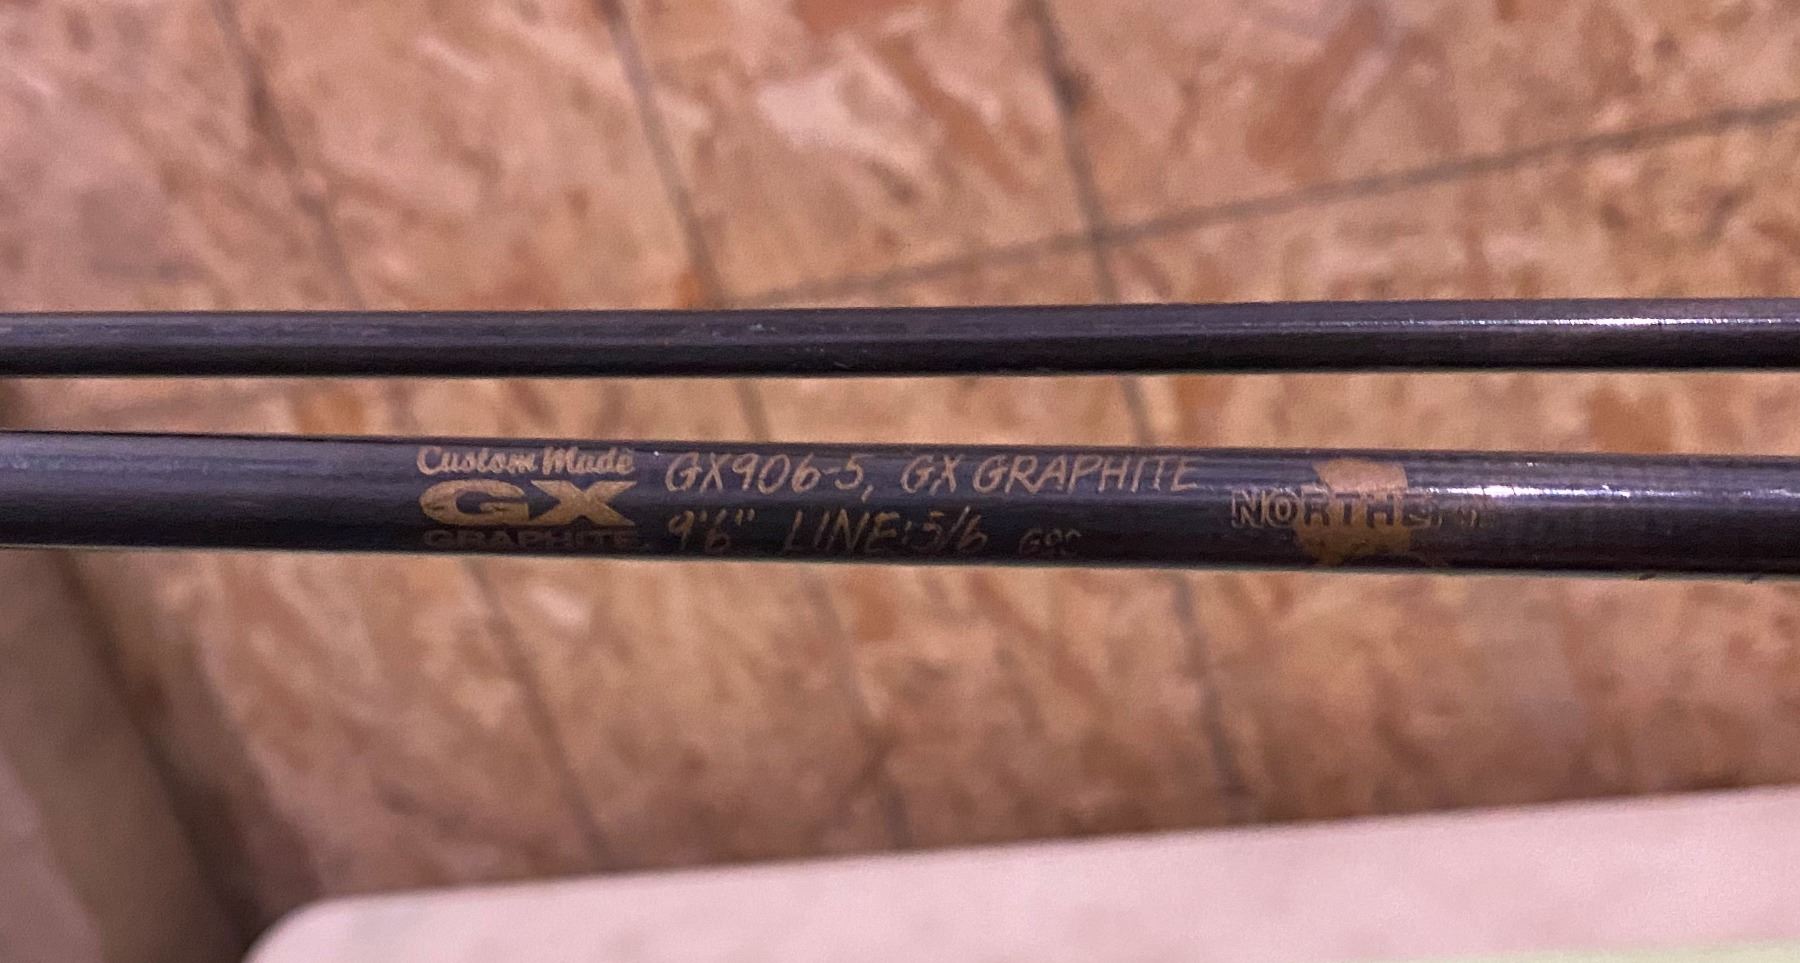 Custom Made
GX
GRAPHITE
GX906-5, GX GRAPHITE
9'6" LINE: 5/6